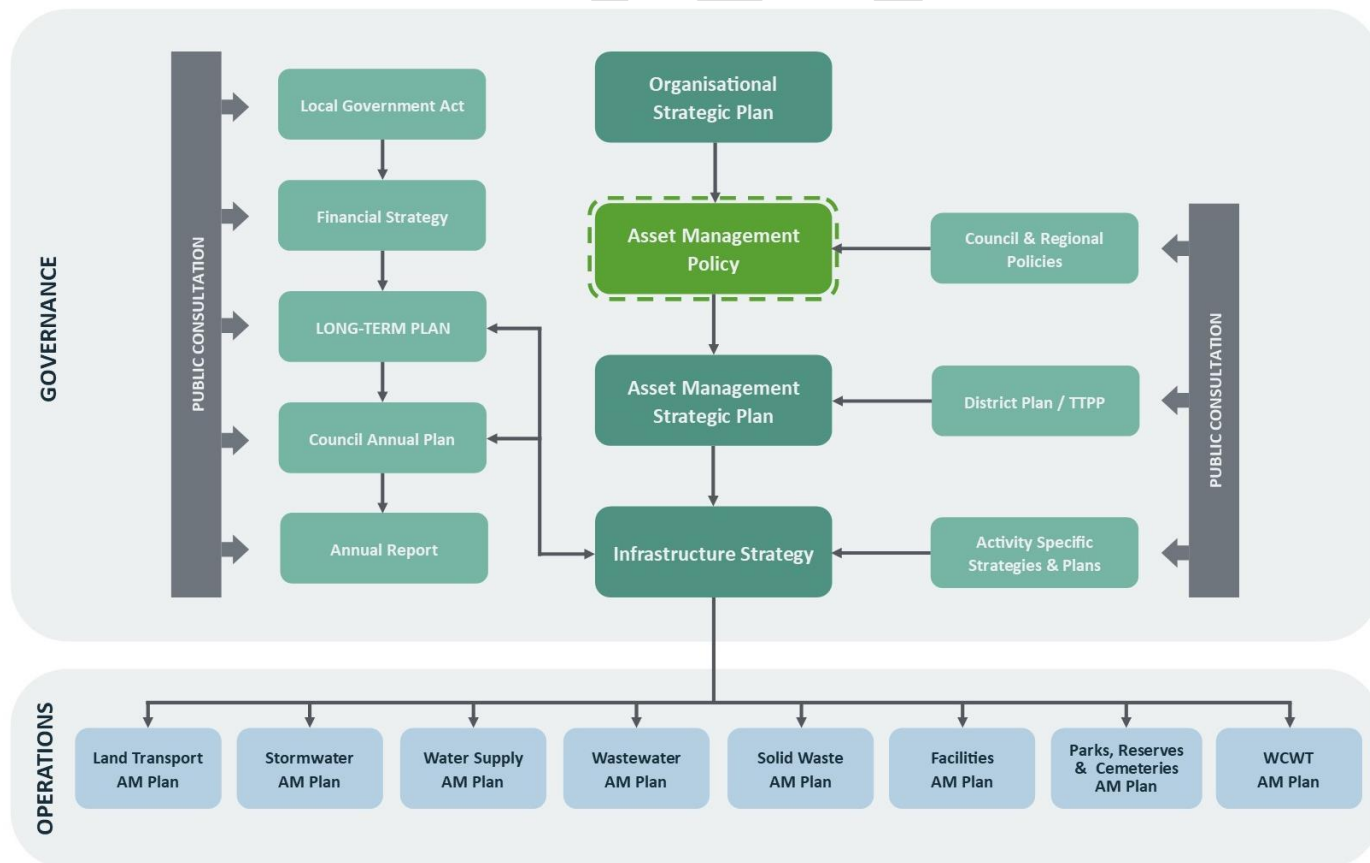 GOVERNANCE
PUBLIC CONSULTATION
Local Government Act
Financial Strategy
LONG-TERM PLAN
Council Annual Plan
Annual Report
Organisational
Strategic Plan
Asset Management
Policy
Asset Management
Strategic Plan
Infrastructure Strategy
Council & Regional
Policies
District Plan / TTPP
Activity Specific
Strategies & Plans
PUBLIC CONSULTATION
OPERATIONS
Land Transport
AM Plan
Stormwater
AM Plan
Water Supply
AM Plan
Wastewater
AM Plan
Solid Waste
AM Plan
Facilities
AM Plan
Parks, Reserves
& Cemeteries
AM Plan
WCWT
AM Plan